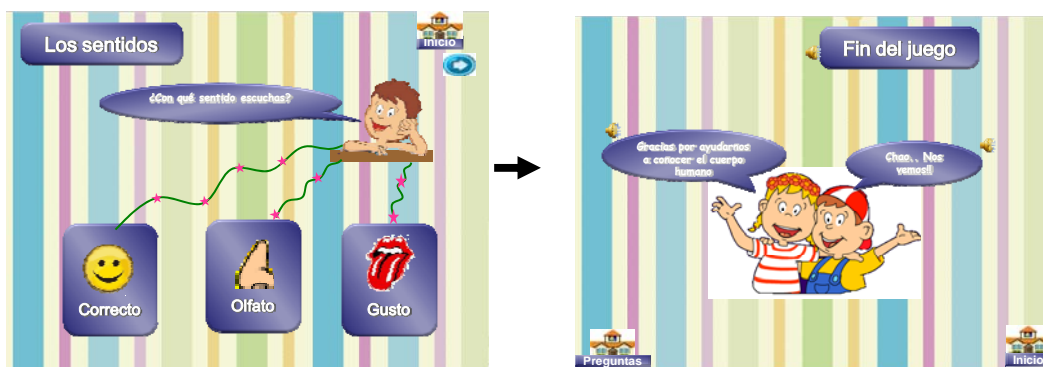 Los sentidos
Inicio
¿Con qué sentido escuchas?
Correcto
Olfato
Gusto
Fin del juego
Gracias por ayudarnos
a conocer el cuerpo
humano
Chao.. Nos
vemos!!
Preguntas
Inicio